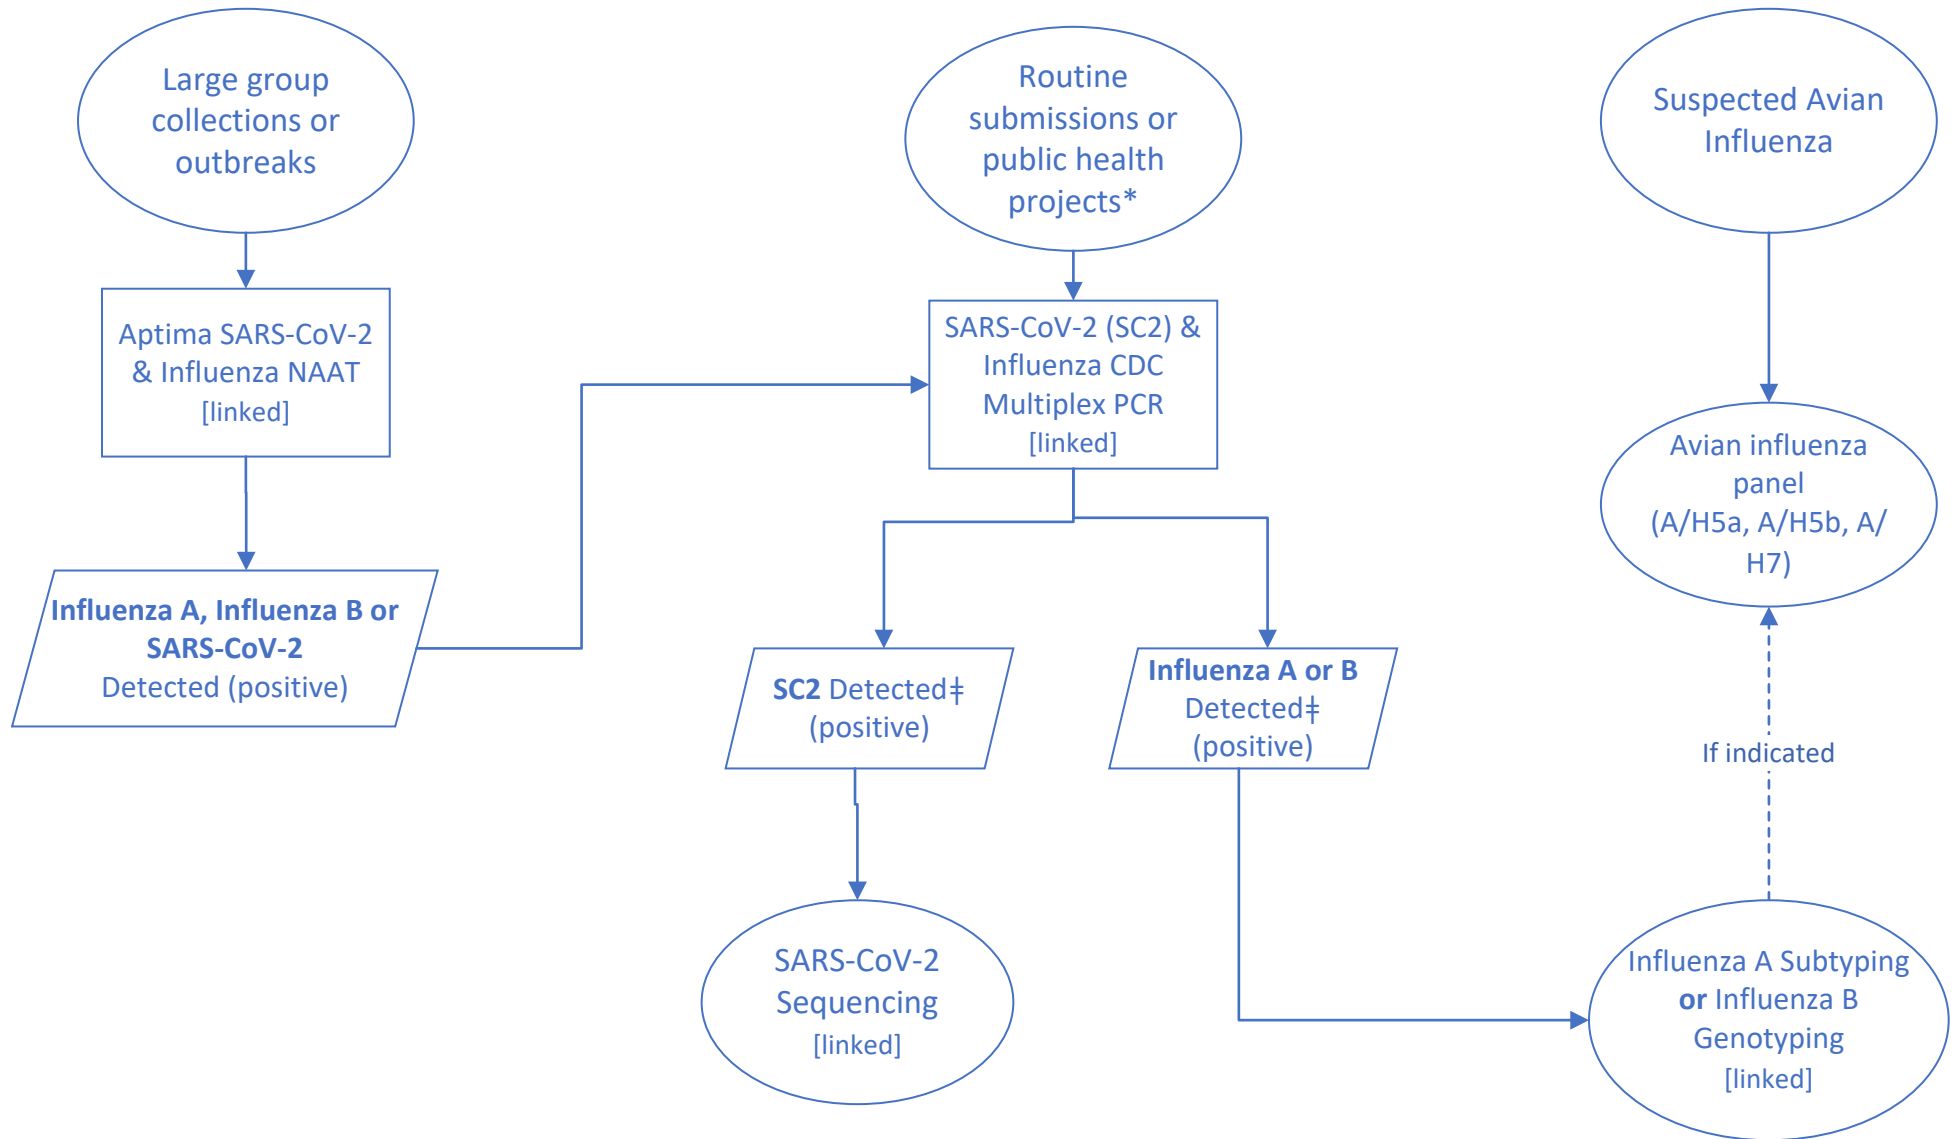 Large group
collections or
outbreaks
Routine
submissions or
public health
projects*
Suspected Avian
Influenza
Aptima SARS-CoV-2
& Influenza NAAT
[linked]
SARS-CoV-2 (SC2) &
Influenza CDC
Multiplex PCR
[linked]
Avian influenza
panel
(A/H5a, A/H5b, A/
H7)
Influenza A, Influenza B or
SARS-CoV-2
Detected (positive)
SC2 Detected‡
(positive)
Influenza A or B
Detected‡
(positive)
If indicated
SARS-CoV-2
Sequencing
[linked]
Influenza A Subtyping
or Influenza B
Genotyping
[linked]